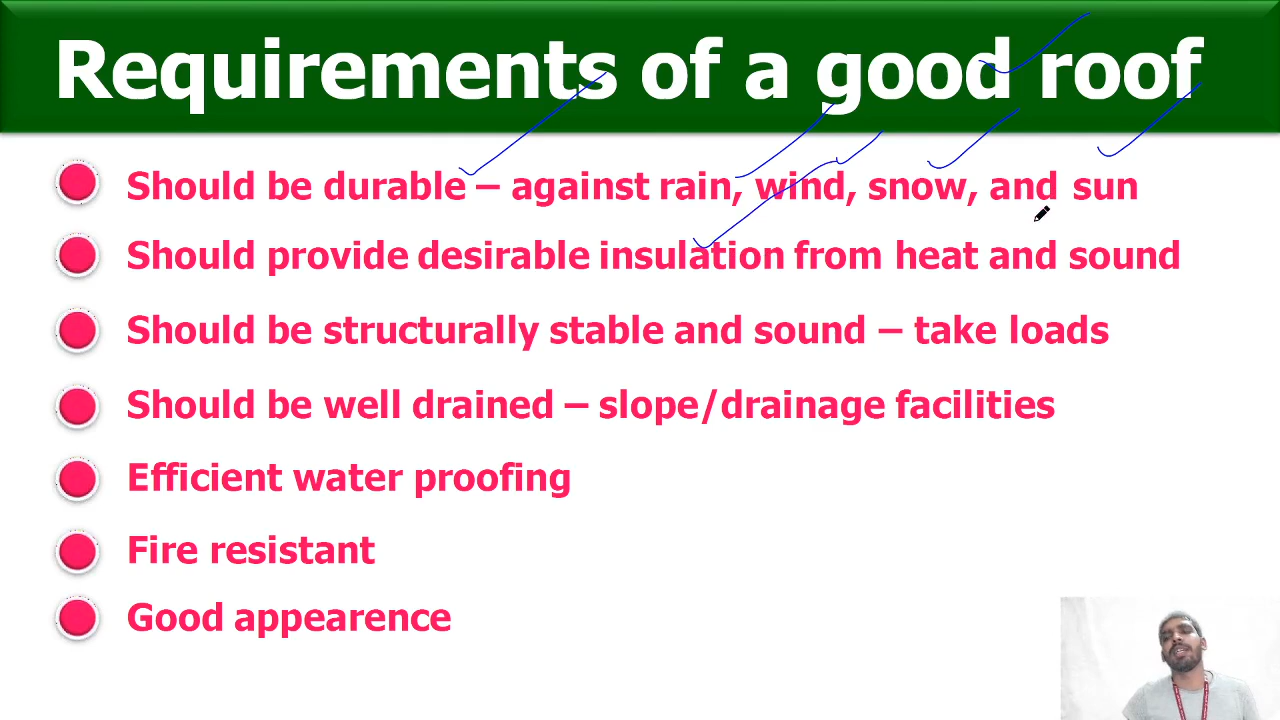 Requirements of a good roof
Should be durable – against rain, wind, snow, and sun
Should provide desirable insulation from heat and sound
Should be structurally stable and sound – take loads
Should be well drained – slope/drainage facilities
Efficient water proofing
Fire resistant
Good appearence